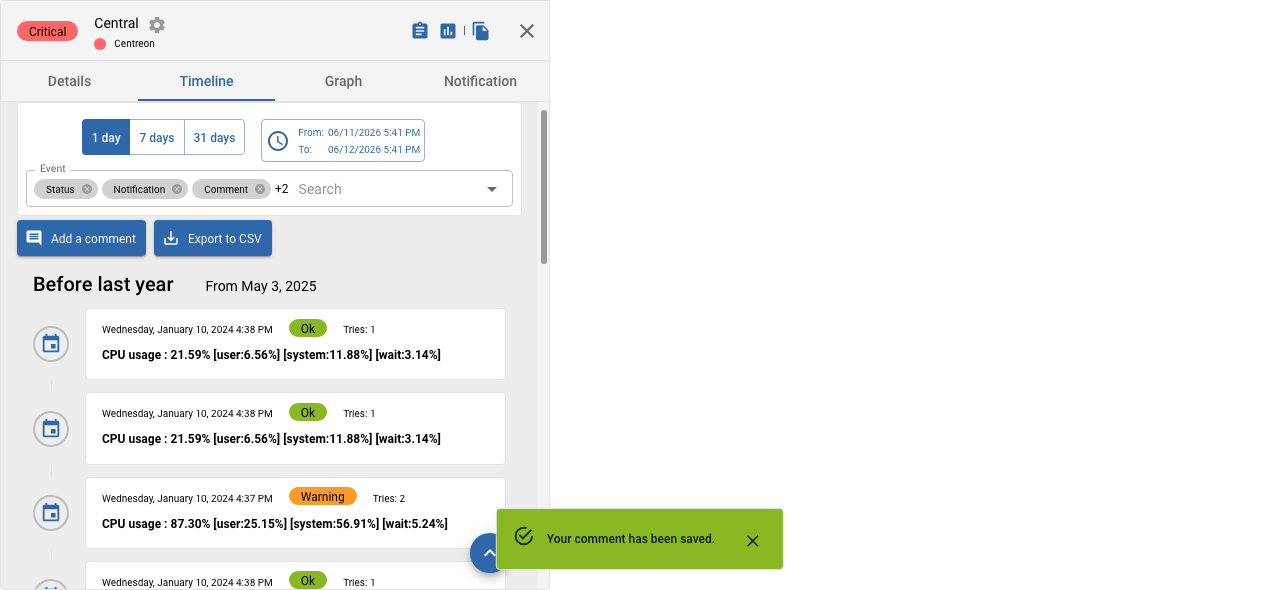 Critical
Central
Centreon
Details Timeline Graph Notification
1 day 7 days 31 days
From: 06/11/2026 5:41 PM
To: 06/12/2026 5:41 PM
Event
Status Notification Comment +2 Search
Add a comment Export to CSV
Before last year From May 3, 2025
Wednesday, January 10, 2024 4:38 PM Ok Tries: 1
CPU usage : 21.59% [user:6.56%] [system:11.88%] [wait:3.14%]
Wednesday, January 10, 2024 4:38 PM Ok Tries: 1
CPU usage : 21.59% [user:6.56%] [system:11.88%] [wait:3.14%]
Wednesday, January 10, 2024 4:37 PM Warning Tries: 2
CPU usage : 87.30% [user:25.15%] [system:56.91%] [wait:5.24%]
Your comment has been saved.
Wednesday, January 10, 2024 4:38 PM Ok Tries: 1